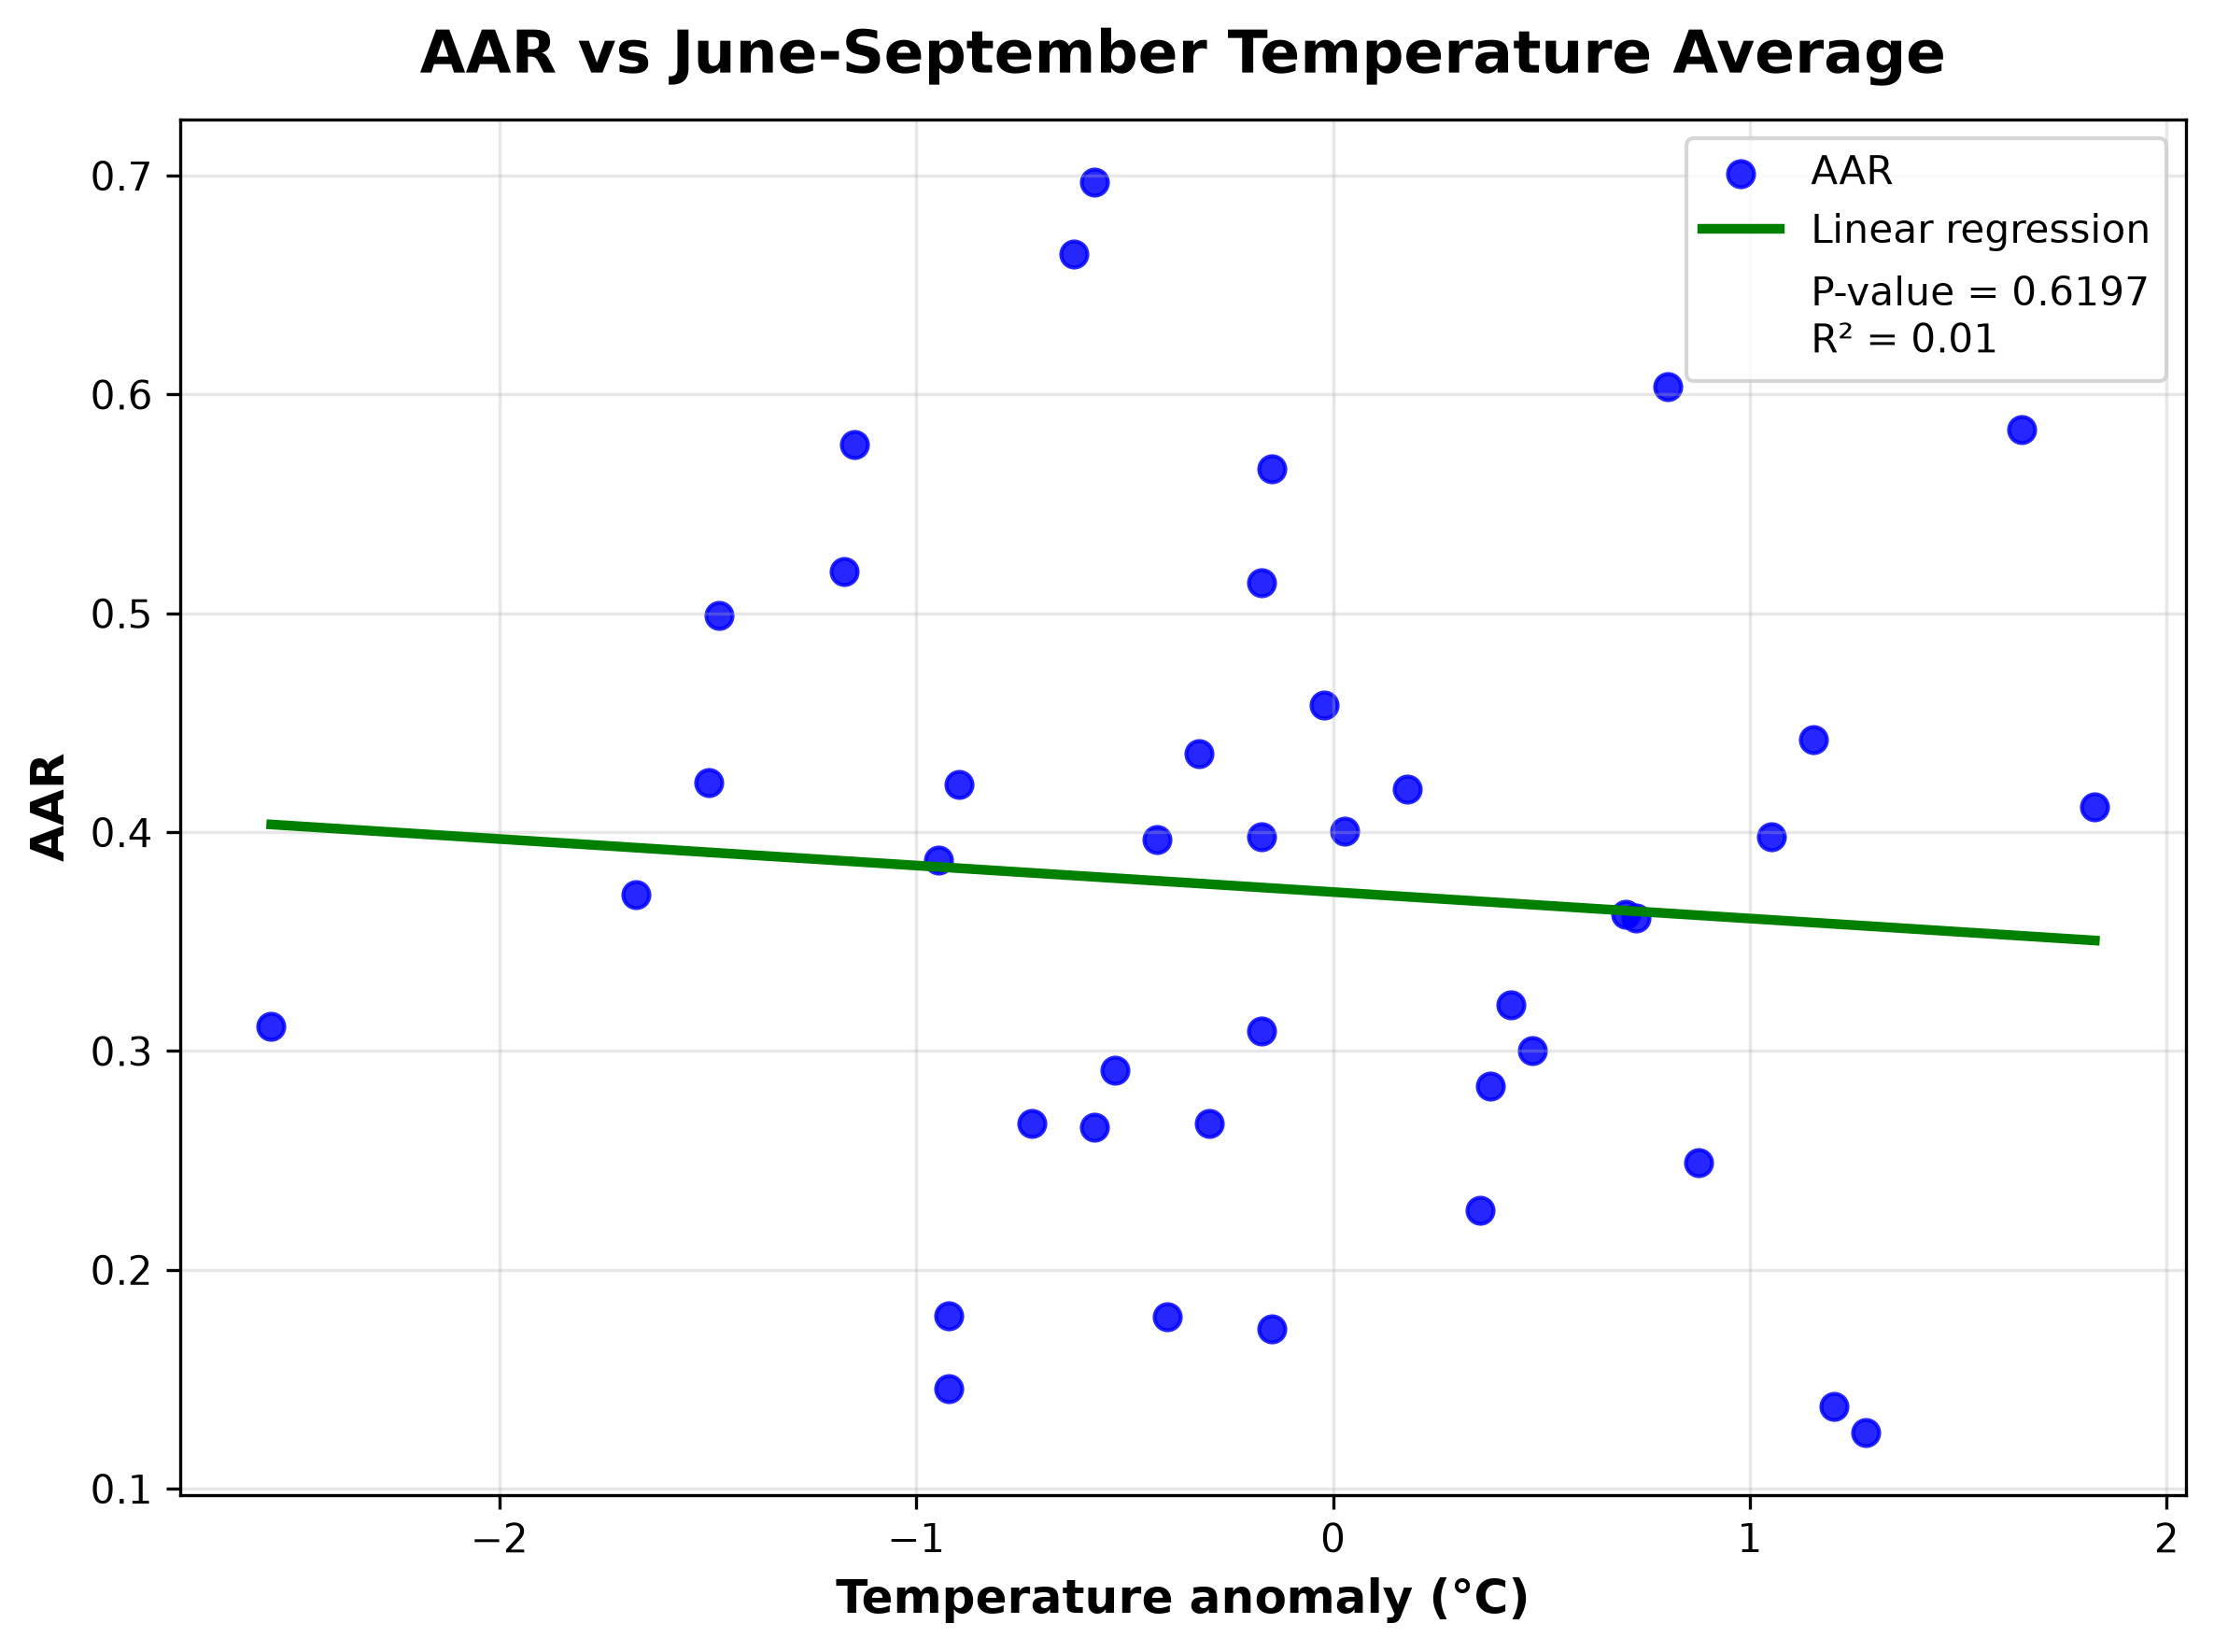 AAR vs June-September Temperature Average
AAR
Linear regression
P-value = 0.6197
R² = 0.01
0.7
0.6
0.5
0.4
0.3
0.2
0.1
AAR
−2
−1
0
1
2
Temperature anomaly (°C)